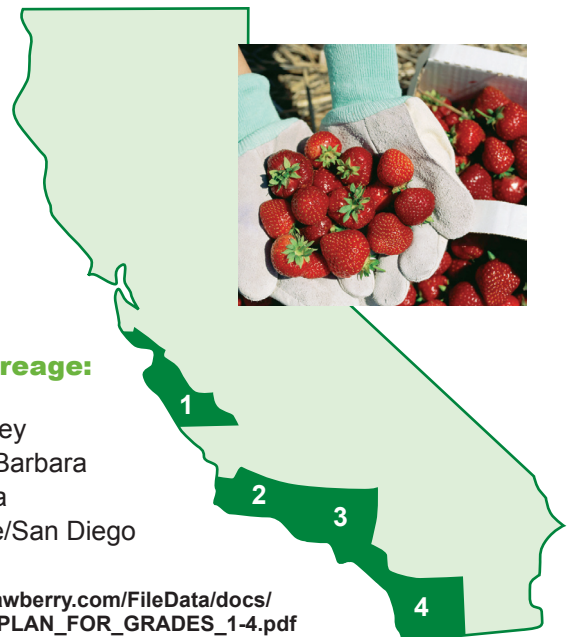 reage:
ey
Barbara
a
e/San Diego
awberry.com/FileData/docs/
PLAN_FOR_GRADES_1-4.pdf
1
2
3
4